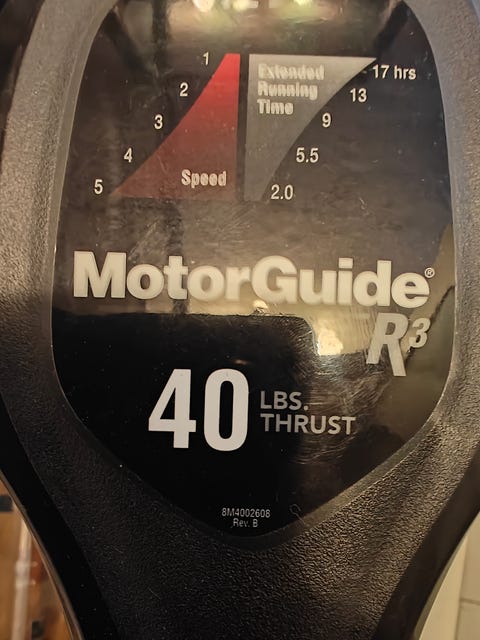 1
2
3
4
5
Speed
Extended
Running
Time
17 hrs
13
9
5.5
2.0
MotorGuide®
R3
40
LBS.
THRUST
8M4002608
Rev. B